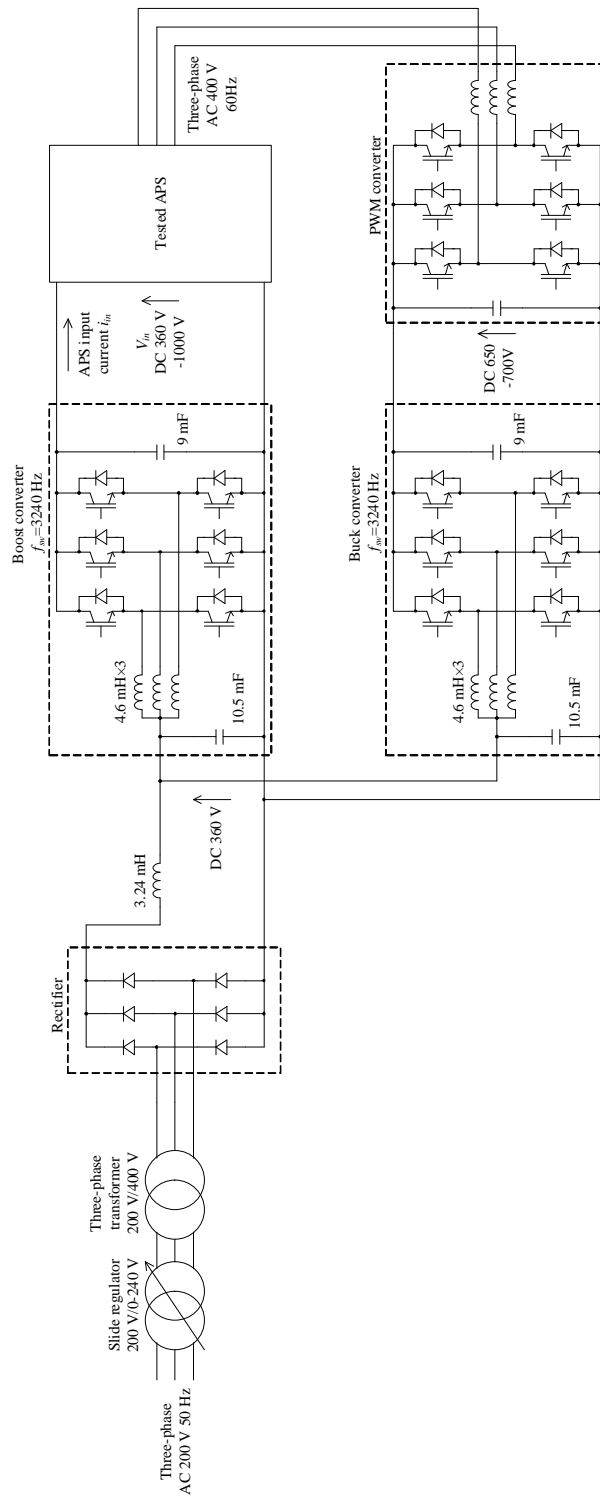 Three-phase
AC 200 V 50 Hz
Slide regulator
200 V/0-240 V
Three-phase
transformer
200 V/400 V
Rectifier
3.24 mH
DC 360 V
Boost converter
fsw=3240 Hz
4.6 mH×3
10.5 mF
9 mF
APS input
current iin
Vin
DC 360 V
-1000 V
Tested APS
Three-phase
AC 400 V
60Hz
Buck converter
fsw=3240 Hz
4.6 mH×3
10.5 mF
9 mF
DC 650
-700V
PWM converter